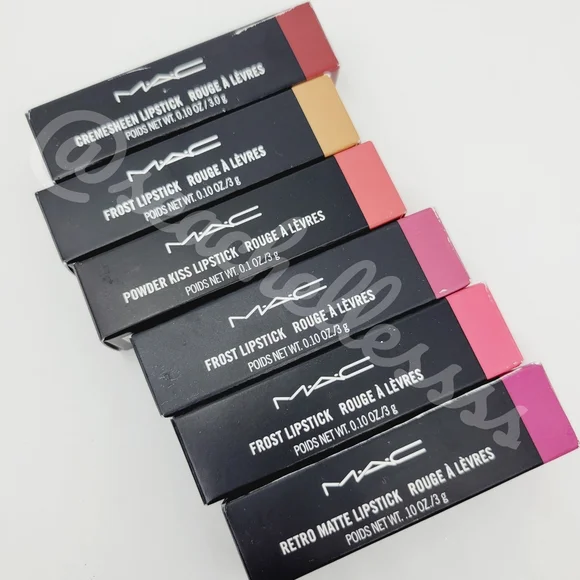 MAC
CREMESHEEN LIPSTICK ROUGE À LÈVRES
POIDS NET WT. 0.10 OZ/3.0 g
MAC
FROST LIPSTICK ROUGE À LÈVRES
POIDS NET WT. 0.10 OZ/3 g
MAC
POWDER KISS LIPSTICK ROUGE À LÈVRES
POIDS NET WT. 0.1 OZ/3 g
MAC
FROST LIPSTICK ROUGE À LÈVRES
POIDS NET WT. 0.10 OZ/3 g
MAC
FROST LIPSTICK ROUGE À LÈVRES
POIDS NET WT. 0.10 OZ/3 g
MAC
RETRO MATTE LIPSTICK ROUGE À LÈVRES
POIDS NET WT. .10 OZ/3 g